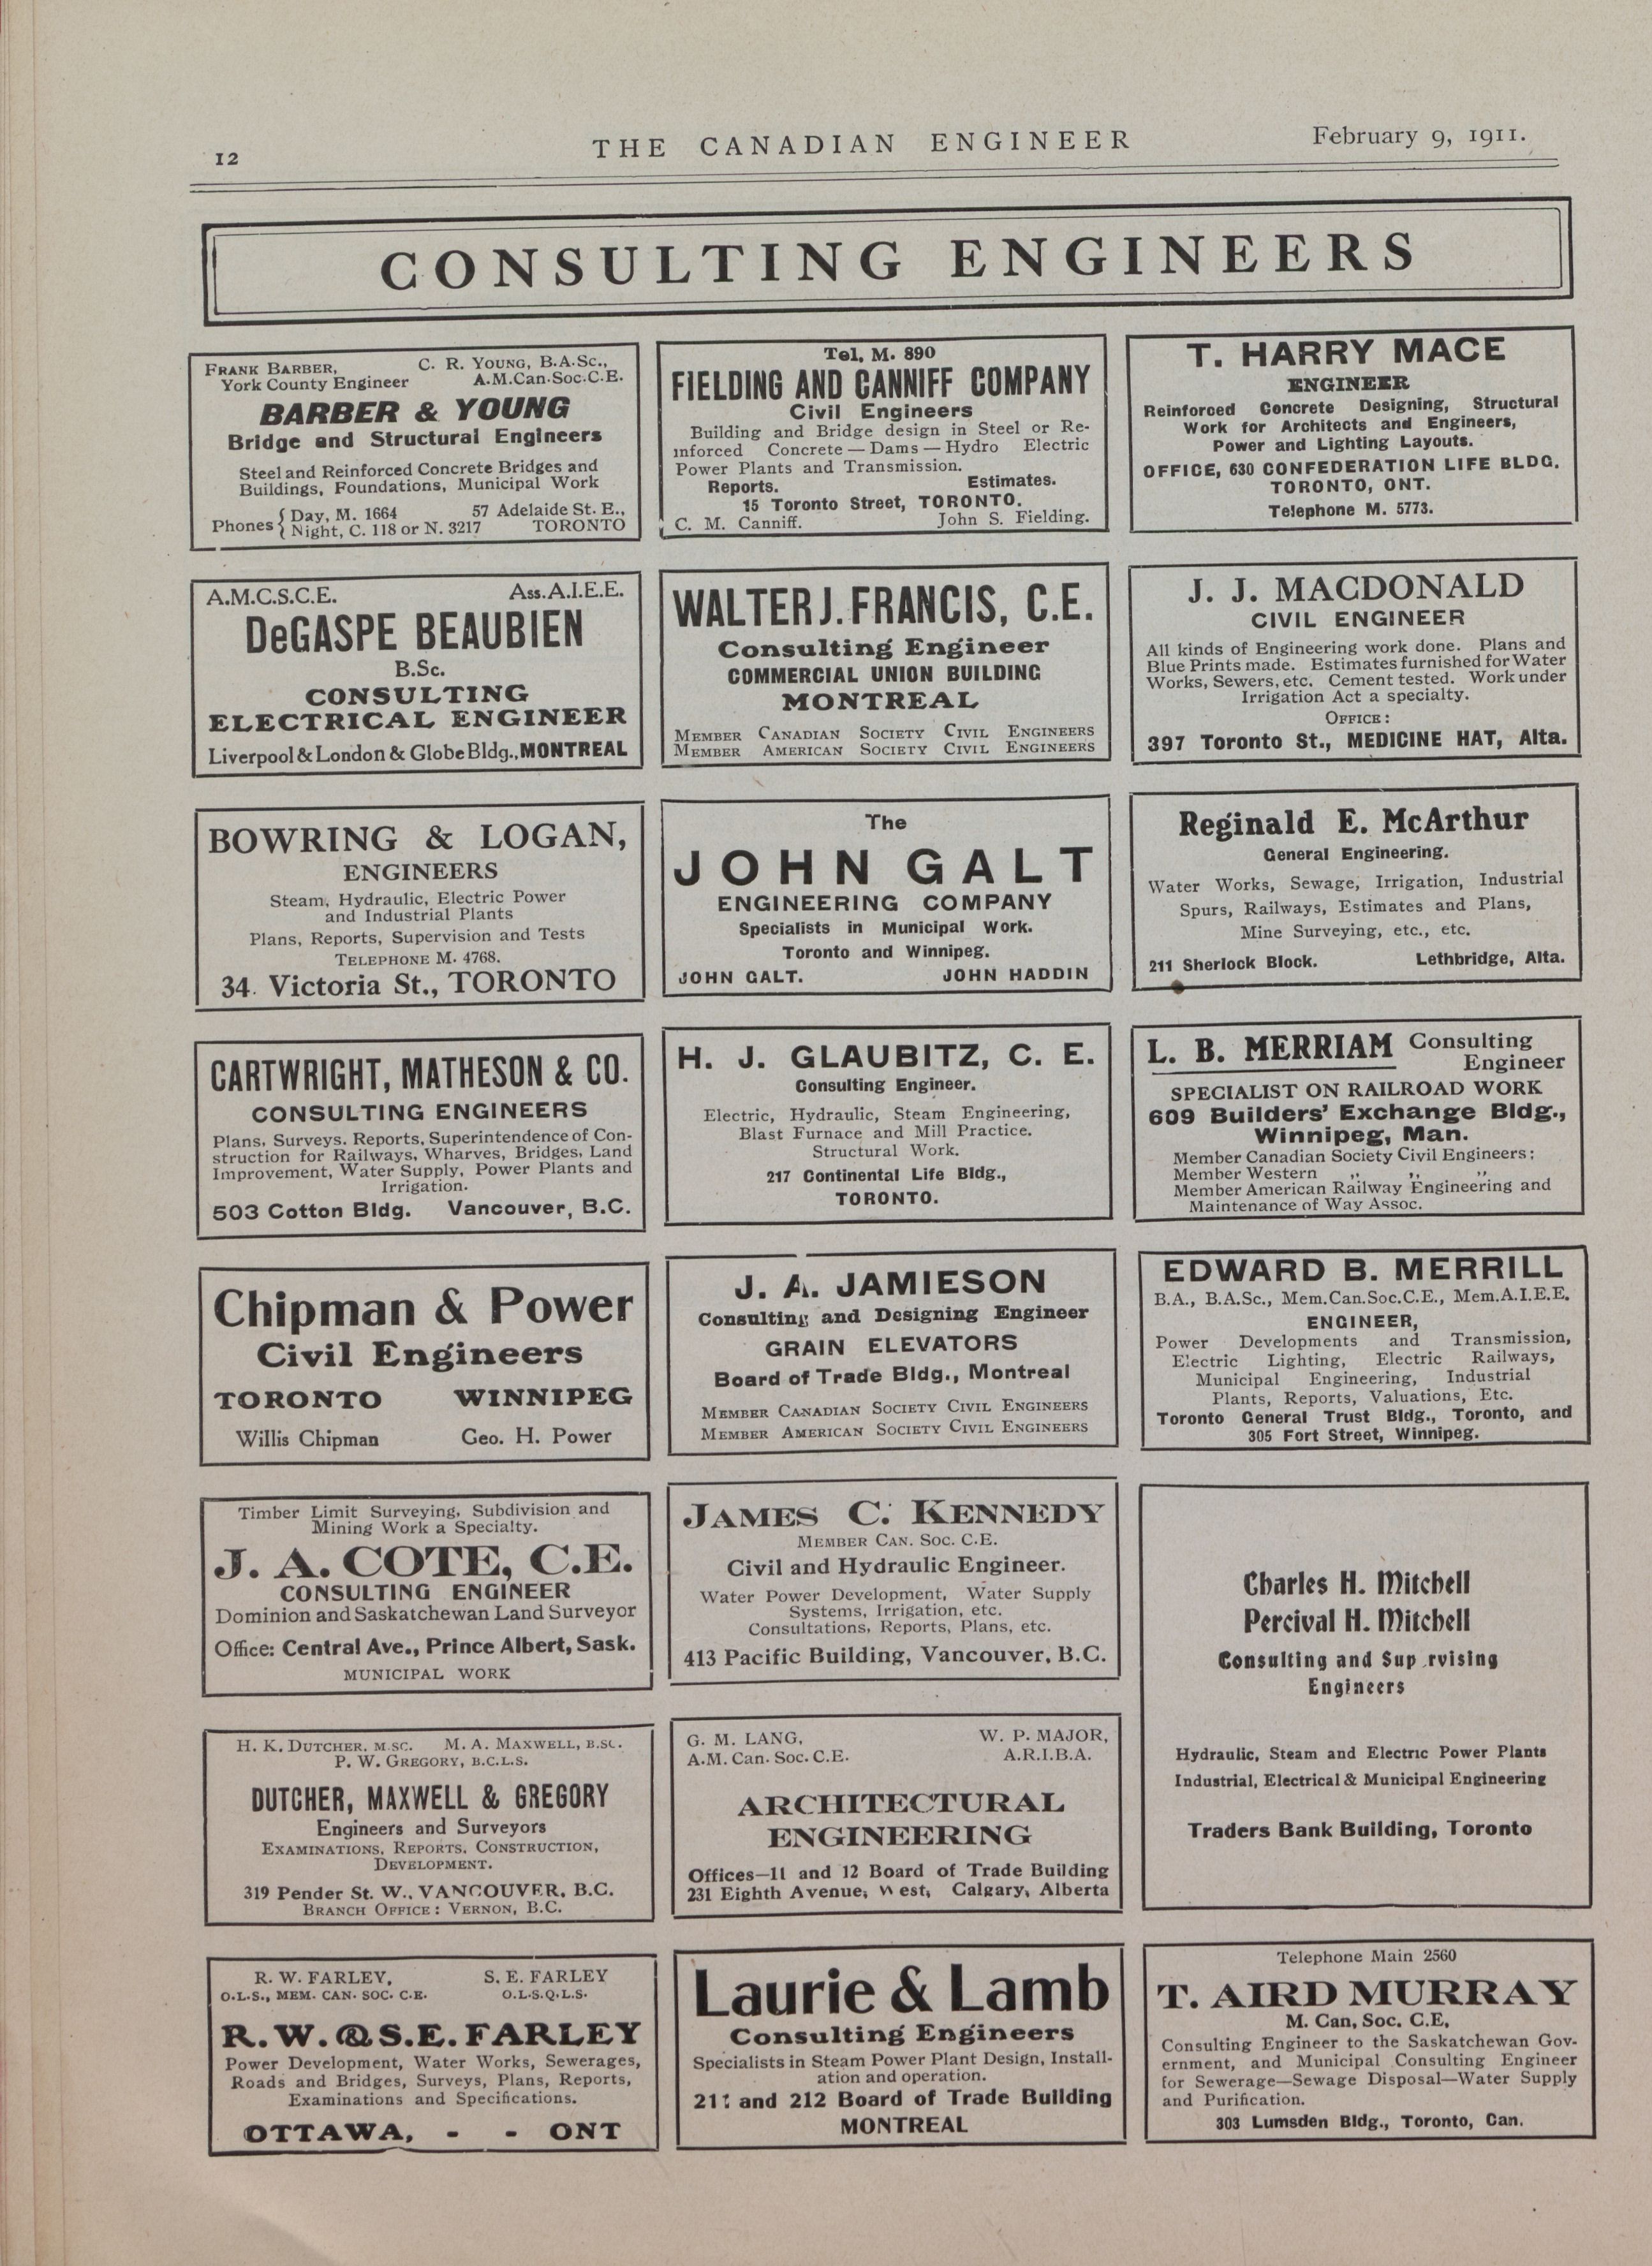 12
THE CANADIAN ENGINEER
February 9, 1911.
CONSULTING ENGINEERS
FRANK BARBER, C. R. YOUNG, B.A.Sc.,
York County Engineer A.M.Can.Soc.C.E.
BARBER & YOUNG
Bridge and Structural Engineers
Steel and Reinforced Concrete Bridges and
Buildings, Foundations, Municipal Work
Phones { Day, M. 1664 57 Adelaide St. E.,
Night, C. 118 or N. 3217 TORONTO
Tel. M. 890
FIELDING AND CANNIFF COMPANY
Civil Engineers
Building and Bridge design in Steel or Re-
inforced Concrete — Dams — Hydro Electric
Power Plants and Transmission.
Reports. Estimates.
15 Toronto Street, TORONTO.
C. M. Canniff. John S. Fielding.
T. HARRY MACE
ENGINEER
Reinforced Concrete Designing, Structural
Work for Architects and Engineers,
Power and Lighting Layouts.
OFFICE, 630 CONFEDERATION LIFE BLDG.
TORONTO, ONT.
Telephone M. 5773.
A.M.C.S.C.E. Ass.A.I.E.E.
DeGASPE BEAUBIEN
B.Sc.
CONSULTING
ELECTRICAL ENGINEER
Liverpool & London & Globe Bldg., MONTREAL
WALTER J. FRANCIS, C.E.
Consulting Engineer
COMMERCIAL UNION BUILDING
MONTREAL
MEMBER CANADIAN SOCIETY CIVIL ENGINEERS
MEMBER AMERICAN SOCIETY CIVIL ENGINEERS
J. J. MACDONALD
CIVIL ENGINEER
All kinds of Engineering work done. Plans and
Blue Prints made. Estimates furnished for Water
Works, Sewers, etc. Cement tested. Work under
Irrigation Act a specialty.
OFFICE:
397 Toronto St., MEDICINE HAT, Alta.
BOWRING & LOGAN,
ENGINEERS
Steam, Hydraulic, Electric Power
and Industrial Plants
Plans, Reports, Supervision and Tests
TELEPHONE M. 4768.
34. Victoria St., TORONTO
The
JOHN GALT
ENGINEERING COMPANY
Specialists in Municipal Work.
Toronto and Winnipeg.
JOHN GALT. JOHN HADDIN
Reginald E. McArthur
General Engineering.
Water Works, Sewage, Irrigation, Industrial
Spurs, Railways, Estimates and Plans,
Mine Surveying, etc., etc.
211 Sherlock Block. Lethbridge, Alta.
CARTWRIGHT, MATHESON & CO.
CONSULTING ENGINEERS
Plans, Surveys. Reports, Superintendence of Con-
struction for Railways, Wharves, Bridges, Land
Improvement, Water Supply, Power Plants and
Irrigation.
503 Cotton Bldg. Vancouver, B.C.
H. J. GLAUBITZ, C. E.
Consulting Engineer.
Electric, Hydraulic, Steam Engineering,
Blast Furnace and Mill Practice.
Structural Work.
217 Continental Life Bldg.,
TORONTO.
L. B. MERRIAM Consulting
Engineer
SPECIALIST ON RAILROAD WORK
609 Builders' Exchange Bldg.,
Winnipeg, Man.
Member Canadian Society Civil Engineers:
Member Western ,, ,, ,,
Member American Railway Engineering and
Maintenance of Way Assoc.
Chipman & Power
Civil Engineers
TORONTO WINNIPEG
Willis Chipman Geo. H. Power
J. A. JAMIESON
Consulting and Designing Engineer
GRAIN ELEVATORS
Board of Trade Bldg., Montreal
MEMBER CANADIAN SOCIETY CIVIL ENGINEERS
MEMBER AMERICAN SOCIETY CIVIL ENGINEERS
EDWARD B. MERRILL
B.A., B.A.Sc., Mem.Can.Soc.C.E., Mem.A.I.E.E.
ENGINEER,
Power Developments and Transmission,
Electric Lighting, Electric Railways,
Municipal Engineering, Industrial
Plants, Reports, Valuations, Etc.
Toronto General Trust Bldg., Toronto, and
305 Fort Street, Winnipeg.
Timber Limit Surveying, Subdivision and
Mining Work a Specialty.
J. A. COTE, C.E.
CONSULTING ENGINEER
Dominion and Saskatchewan Land Surveyor
Office: Central Ave., Prince Albert, Sask.
MUNICIPAL WORK
JAMES C. KENNEDY
MEMBER CAN. SOC. C.E.
Civil and Hydraulic Engineer.
Water Power Development, Water Supply
Systems, Irrigation, etc.
Consultations, Reports, Plans, etc.
413 Pacific Building, Vancouver, B.C.
Charles H. Mitchell
Percival H. Mitchell
Consulting and Sup rvising
Engineers
Hydraulic, Steam and Electric Power Plants
Industrial, Electrical & Municipal Engineering
Traders Bank Building, Toronto
H. K. DUTCHER, M.SC. M. A. MAXWELL, B.SC.
P. W. GREGORY, B.C.L.S.
DUTCHER, MAXWELL & GREGORY
Engineers and Surveyors
EXAMINATIONS, REPORTS, CONSTRUCTION,
DEVELOPMENT.
319 Pender St. W., VANCOUVER, B.C.
BRANCH OFFICE: VERNON, B.C.
G. M. LANG, W. P. MAJOR,
A.M. Can. Soc. C.E. A.R.I.B.A.
ARCHITECTURAL
ENGINEERING
Offices—11 and 12 Board of Trade Building
231 Eighth Avenue, West, Calgary, Alberta
R. W. FARLEY, S. E. FARLEY
O.L.S., MEM. CAN. SOC. C.E. O.L.S.Q.L.S.
R. W. & S. E. FARLEY
Power Development, Water Works, Sewerages,
Roads and Bridges, Surveys, Plans, Reports,
Examinations and Specifications.
OTTAWA, - - ONT
Laurie & Lamb
Consulting Engineers
Specialists in Steam Power Plant Design, Install-
ation and operation.
211 and 212 Board of Trade Building
MONTREAL
Telephone Main 2560
T. AIRD MURRAY
M. Can, Soc. C.E,
Consulting Engineer to the Saskatchewan Gov-
ernment, and Municipal Consulting Engineer
for Sewerage—Sewage Disposal—Water Supply
and Purification.
303 Lumsden Bldg., Toronto, Can.